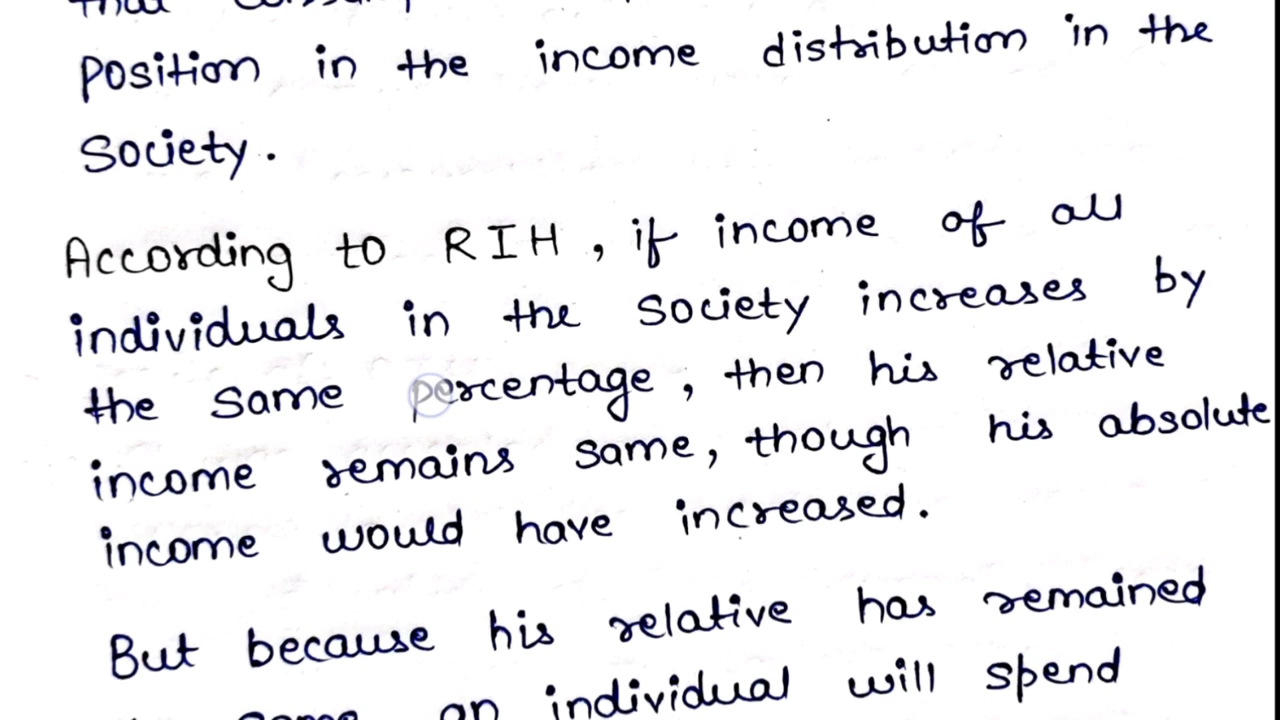 position in the income distribution in the
Society.
According to RIH, if income of all
individuals in the Society increases by
the same percentage, then his relative
income remains same, though his absolute
income would have increased.
But because his relative has remained
same an individual will spend